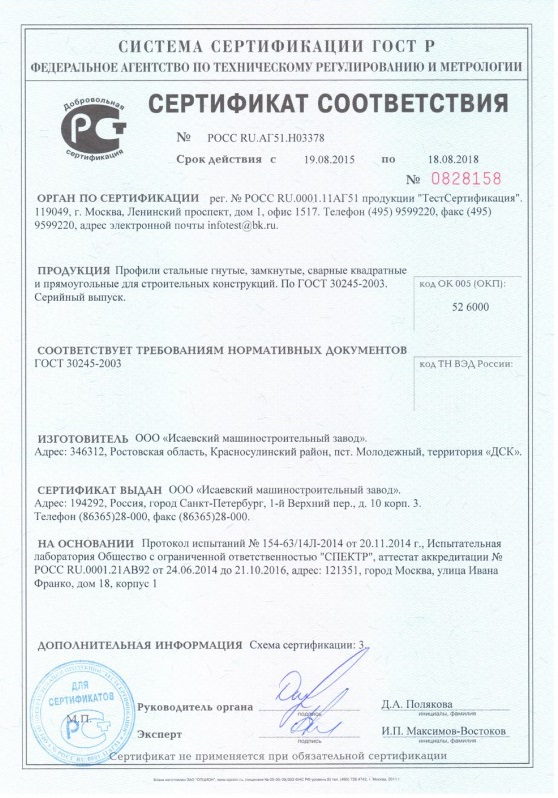 СИСТЕМА СЕРТИФИКАЦИИ ГОСТ Р
ФЕДЕРАЛЬНОЕ АГЕНТСТВО ПО ТЕХНИЧЕСКОМУ РЕГУЛИРОВАНИЮ И МЕТРОЛОГИИ
Добровольная
сертификация
СЕРТИФИКАТ СООТВЕТСТВИЯ
№ РОСС RU.АГ51.Н03378
Срок действия с 19.08.2015 по 18.08.2018
№ 0828158
ОРГАН ПО СЕРТИФИКАЦИИ рег. № РОСС RU.0001.11АГ51 продукции "ТестСертификация".
119049, г. Москва, Ленинский проспект, дом 1, офис 1517. Телефон (495) 9599220, факс (495)
9599220, адрес электронной почты infotest@bk.ru.
ПРОДУКЦИЯ Профили стальные гнутые, замкнутые, сварные квадратные
и прямоугольные для строительных конструкций. По ГОСТ 30245-2003.
Серийный выпуск.
код ОК 005 (ОКП):
52 6000
СООТВЕТСТВУЕТ ТРЕБОВАНИЯМ НОРМАТИВНЫХ ДОКУМЕНТОВ
ГОСТ 30245-2003
код ТН ВЭД России:
ИЗГОТОВИТЕЛЬ ООО «Исаевский машиностроительный завод».
Адрес: 346312, Ростовская область, Красносулинский район, пст. Молодежный, территория «ДСК».
СЕРТИФИКАТ ВЫДАН ООО «Исаевский машиностроительный завод».
Адрес: 194292, Россия, город Санкт-Петербург, 1-й Верхний пер., д. 10 корп. 3.
Телефон (86365)28-000, факс (86365)28-000.
НА ОСНОВАНИИ Протокол испытаний № 154-63/14Л-2014 от 20.11.2014 г., Испытательная
лаборатория Общество с ограниченной ответственностью "СПЕКТР", аттестат аккредитации №
РОСС RU.0001.21АВ92 от 24.06.2014 до 21.10.2016, адрес: 121351, город Москва, улица Ивана
Франко, дом 18, корпус 1
ДОПОЛНИТЕЛЬНАЯ ИНФОРМАЦИЯ Схема сертификации: 3.
ДЛЯ
СЕРТИФИКАТОВ
М.П.
Руководитель органа
подпись
Д.А. Полякова
инициалы, фамилия
Эксперт
подпись
И.П. Максимов-Востоков
инициалы, фамилия
Сертификат не применяется при обязательной сертификации